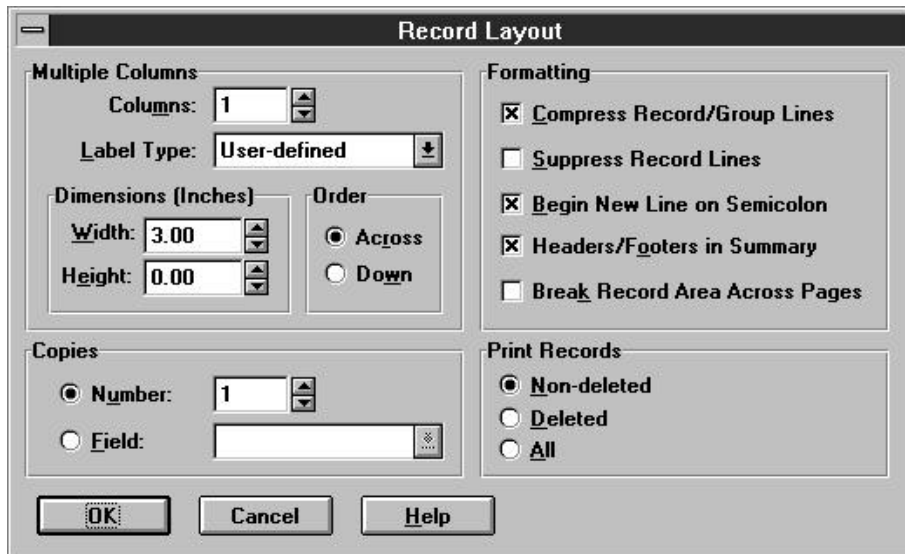 Record Layout
Multiple Columns
Columns: 1
Label Type: User-defined
Dimensions (Inches)
Width: 3.00
Height: 0.00
Order
Across
Down
Formatting
Compress Record/Group Lines
Suppress Record Lines
Begin New Line on Semicolon
Headers/Footers in Summary
Break Record Area Across Pages
Copies
Number: 1
Field:
Print Records
Non-deleted
Deleted
All
OK Cancel Help